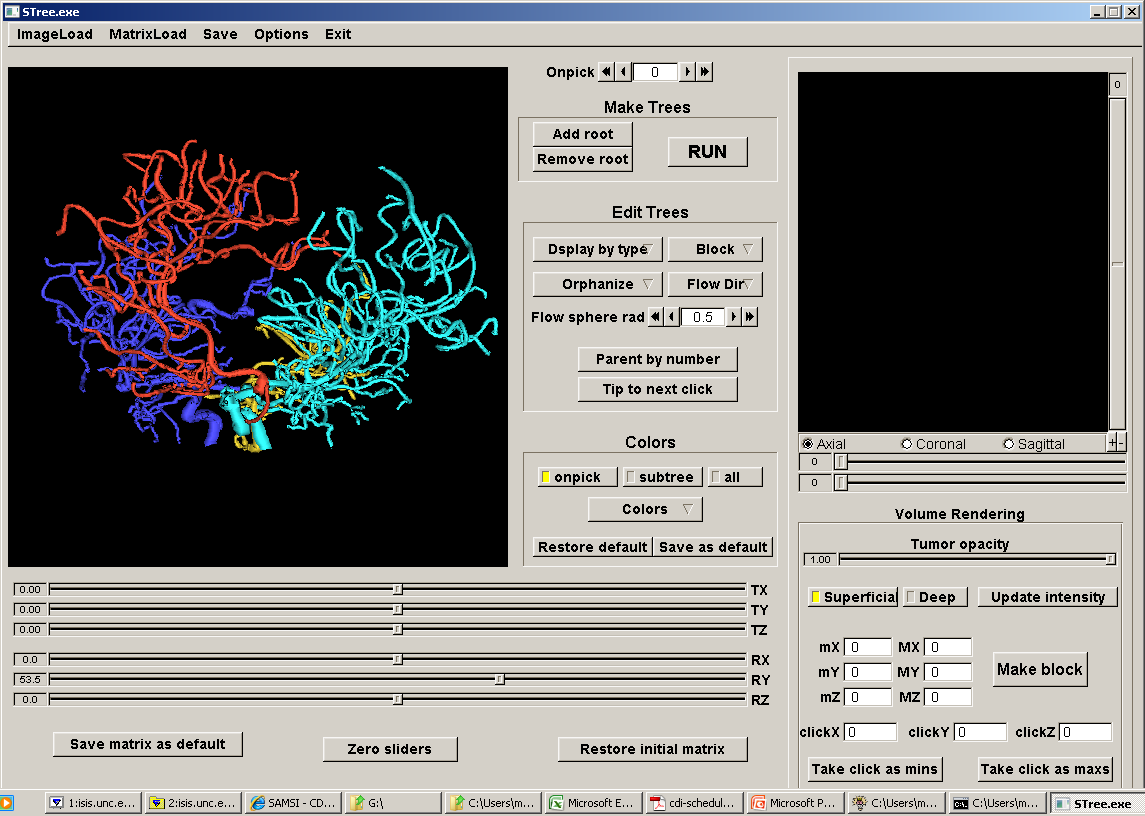 STree.exe
ImageLoad MatrixLoad Save Options Exit
Onpick 0
Make Trees
Add root
Remove root
RUN
Edit Trees
Dsplay by type Block
Orphanize Flow Dir
Flow sphere rad 0.5
Parent by number
Tip to next click
Colors
onpick subtree all
Colors
Restore default Save as default
0
Axial Coronal Sagittal + -
0
0
Volume Rendering
Tumor opacity
1.00
Superficial Deep Update intensity
mX 0 MX 0
mY 0 MY 0
mZ 0 MZ 0
Make block
clickX 0 clickY 0 clickZ 0
Take click as mins Take click as maxs
0.00 TX
0.00 TY
0.00 TZ
0.0 RX
53.5 RY
0.0 RZ
Save matrix as default Zero sliders Restore initial matrix
1:isis.unc.e... 2:isis.unc.e... SAMSI - CD... G:\ C:\Users\m... Microsoft E... cdi-schedul... Microsoft P... C:\Users\m... C:\Users\m... STree.exe